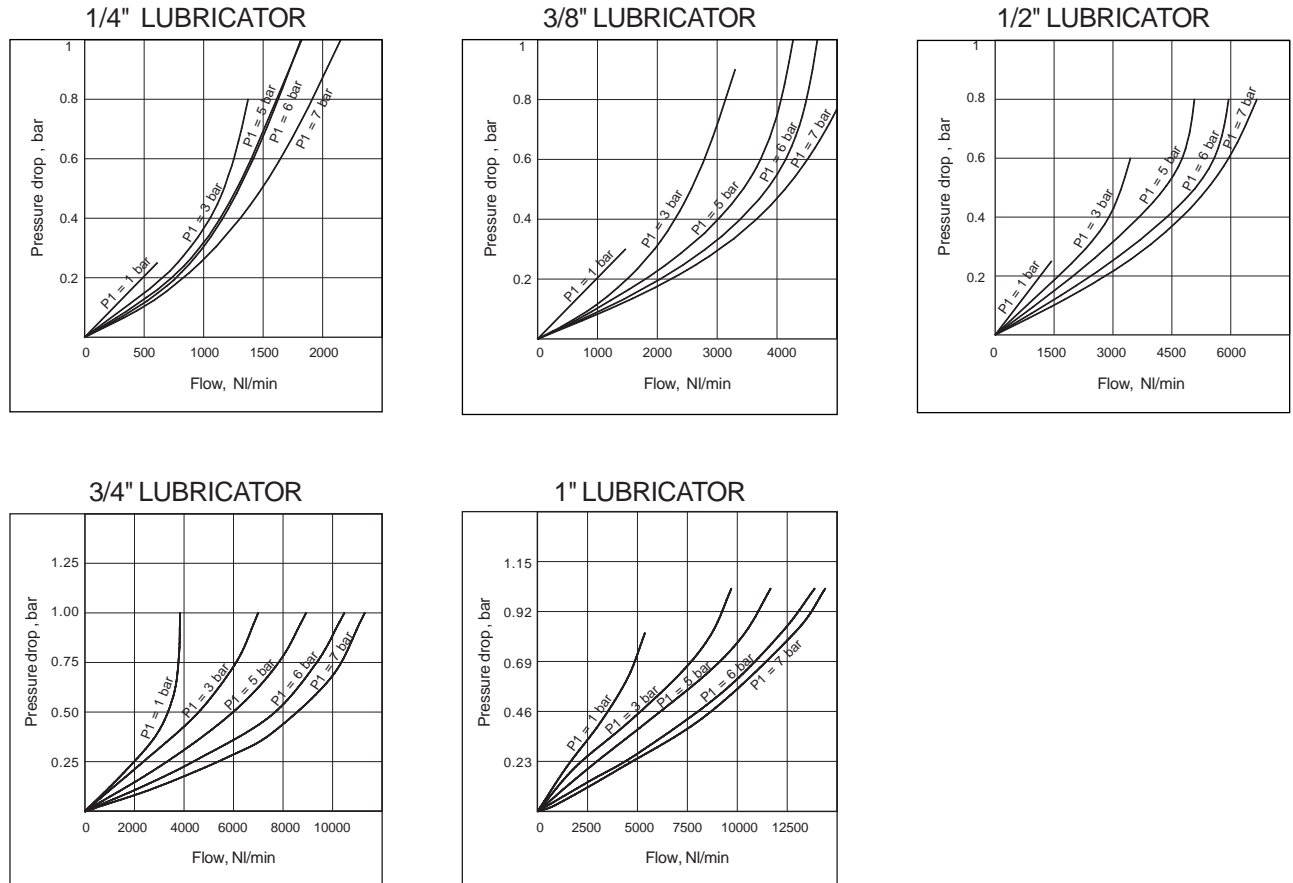 1/4" LUBRICATOR
Pressure drop , bar
1
0.8
0.6
0.4
0.2
P1 = 1 bar
P1 = 3 bar
P1 = 5 bar
P1 = 6 bar
P1 = 7 bar
0 500 1000 1500 2000
Flow, Nl/min
3/8" LUBRICATOR
Pressure drop , bar
1
0.8
0.6
0.4
0.2
P1 = 1 bar
P1 = 3 bar
P1 = 5 bar
P1 = 6 bar
P1 = 7 bar
0 1000 2000 3000 4000
Flow, Nl/min
1/2" LUBRICATOR
Pressure drop , bar
1
0.8
0.6
0.4
0.2
P1 = 1 bar
P1 = 3 bar
P1 = 5 bar
P1 = 6 bar
P1 = 7 bar
0 1500 3000 4500 6000
Flow, Nl/min
3/4" LUBRICATOR
Pressure drop , bar
1.25
1.00
0.75
0.50
0.25
P1 = 1 bar
P1 = 3 bar
P1 = 5 bar
P1 = 6 bar
P1 = 7 bar
0 2000 4000 6000 8000 10000
Flow, Nl/min
1" LUBRICATOR
Pressure drop , bar
1.15
0.92
0.69
0.46
0.23
P1 = 1 bar
P1 = 3 bar
P1 = 5 bar
P1 = 6 bar
P1 = 7 bar
0 2500 5000 7500 10000 12500
Flow, Nl/min